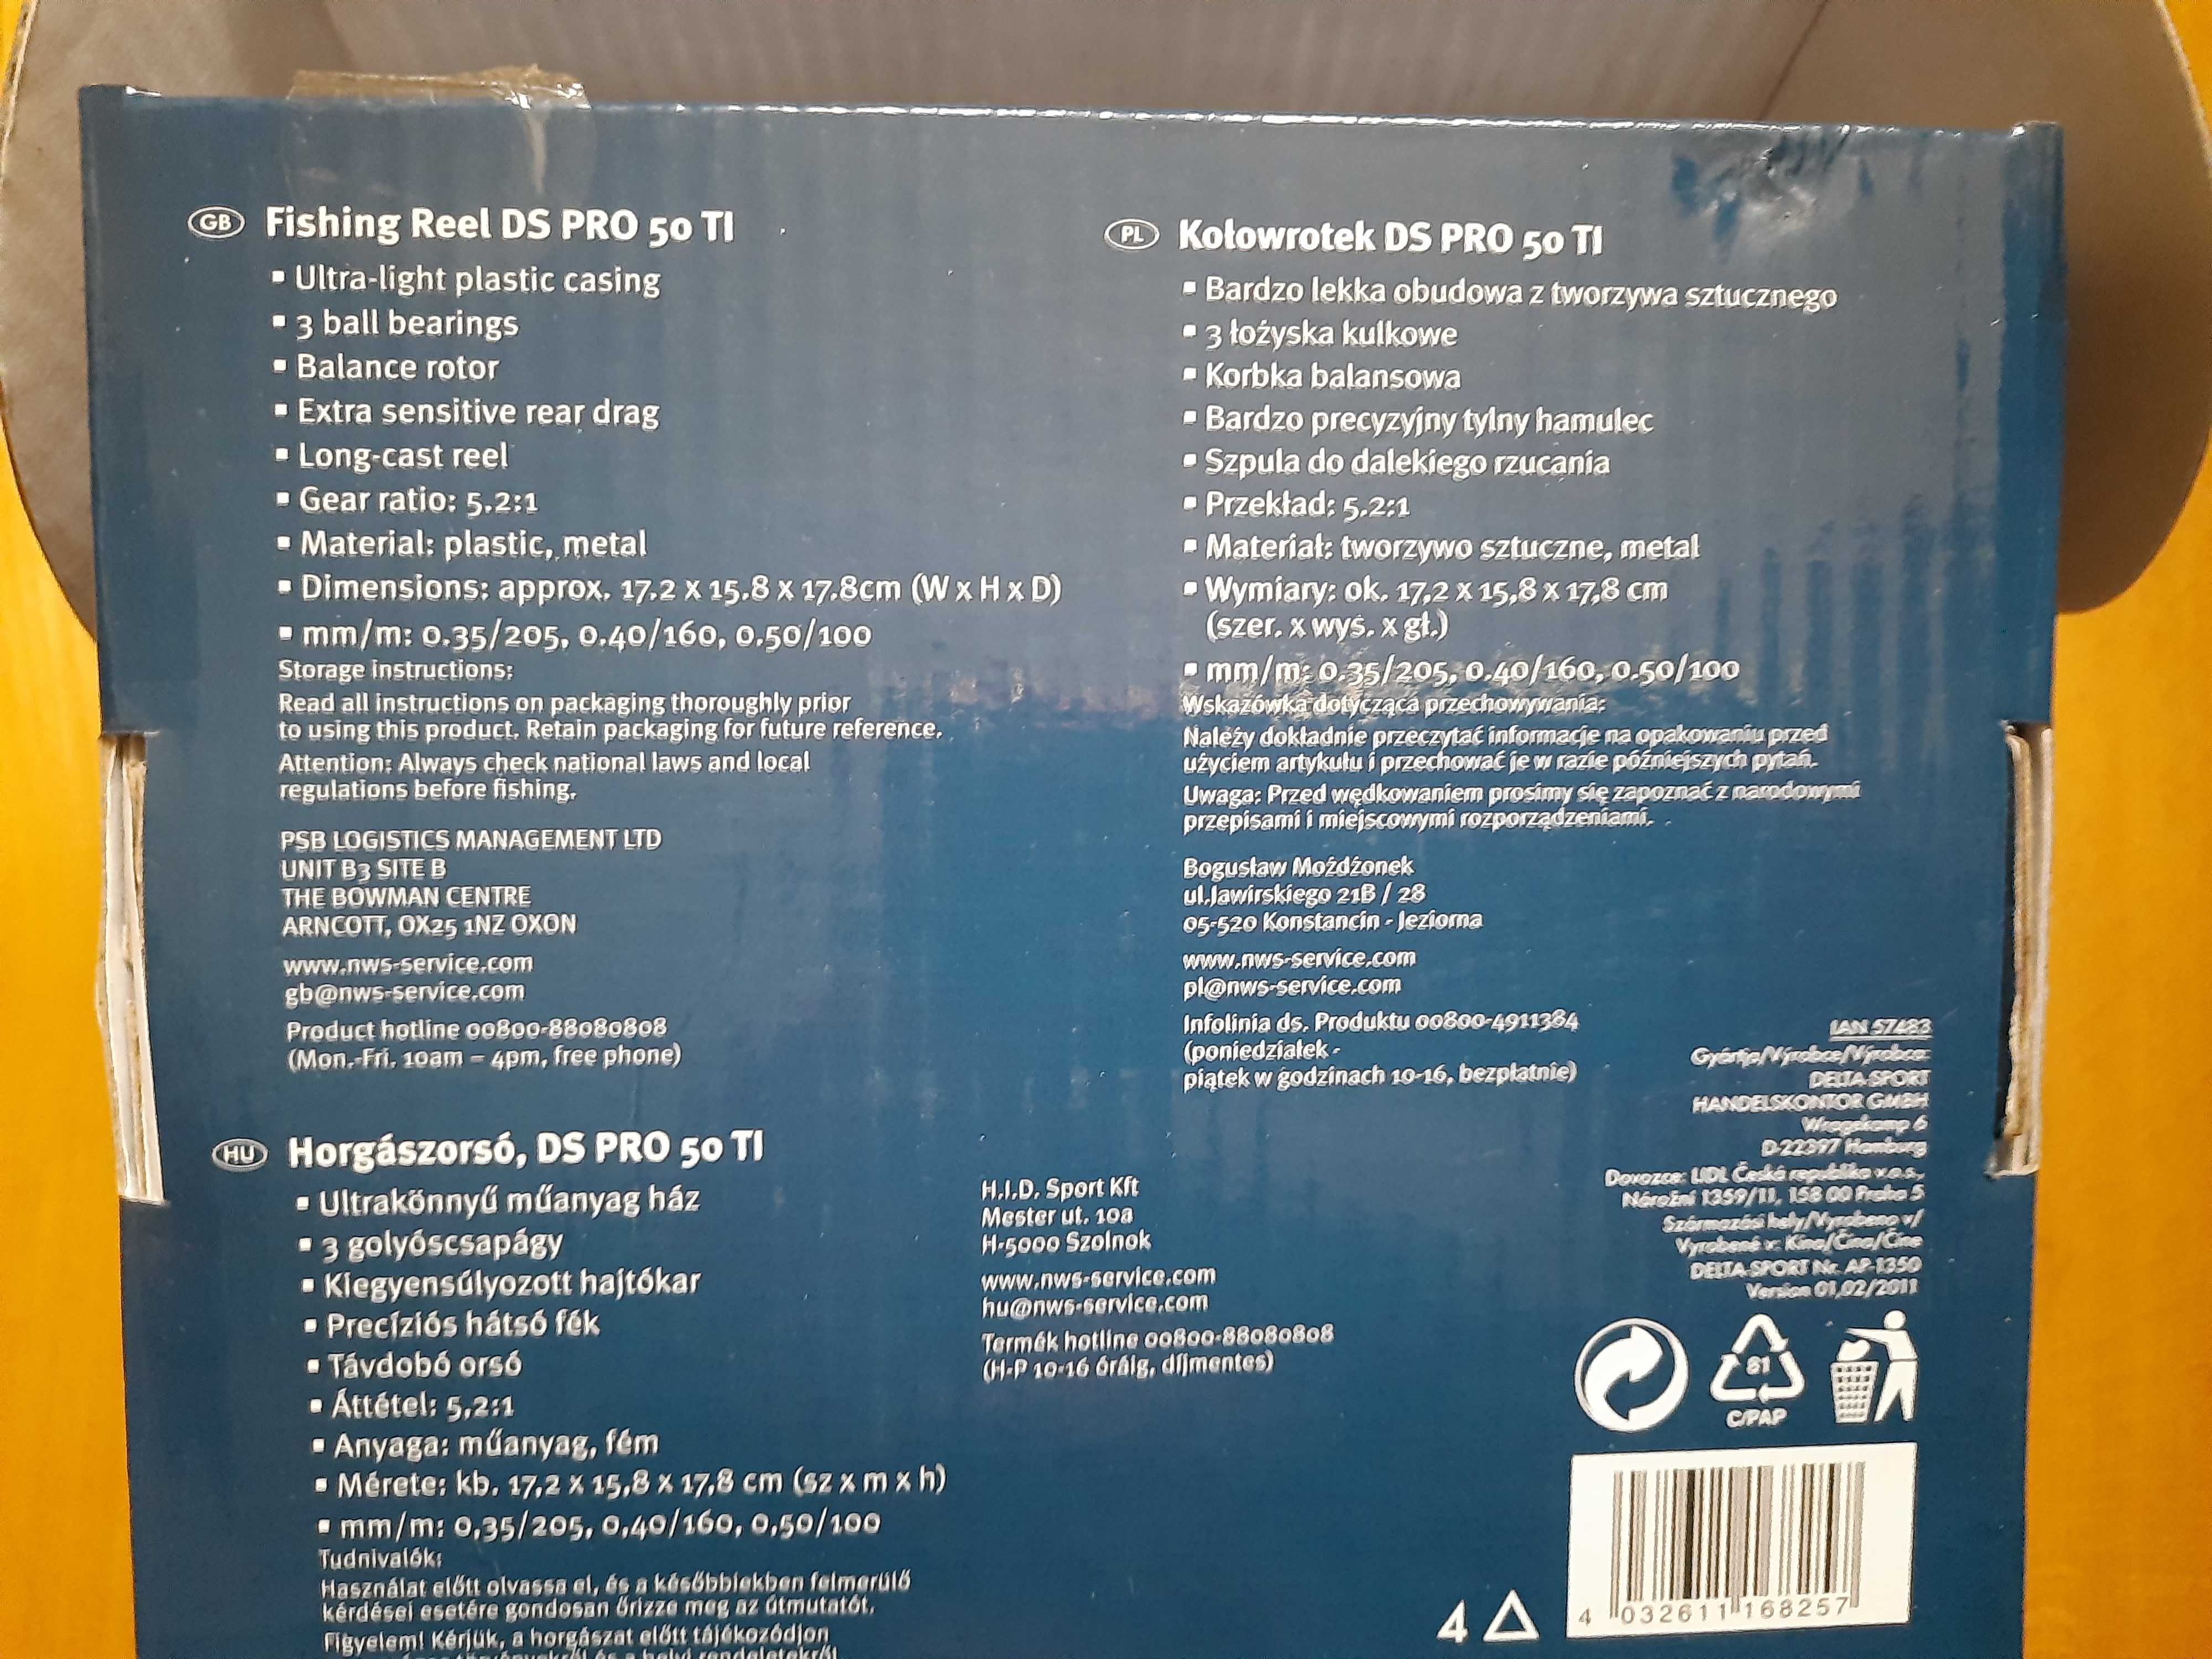 GB Fishing Reel DS PRO 50 TI
▪ Ultra-light plastic casing
▪ 3 ball bearings
▪ Balance rotor
▪ Extra sensitive rear drag
▪ Long-cast reel
▪ Gear ratio: 5.2:1
▪ Material: plastic, metal
▪ Dimensions: approx. 17.2 x 15.8 x 17.8cm (W x H x D)
▪ mm/m: 0.35/205, 0.40/160, 0.50/100
Storage instructions:
Read all instructions on packaging thoroughly prior
to using this product. Retain packaging for future reference.
Attention: Always check national laws and local
regulations before fishing.
PSB LOGISTICS MANAGEMENT LTD
UNIT B3 SITE B
THE BOWMAN CENTRE
ARNCOTT, OX25 1NZ OXON
www.nws-service.com
gb@nws-service.com
Product hotline 00800-88080808
(Mon.-Fri. 10am – 4pm, free phone)
PL Kołowrotek DS PRO 50 TI
▪ Bardzo lekka obudowa z tworzywa sztucznego
▪ 3 łożyska kulkowe
▪ Korbka balansowa
▪ Bardzo precyzyjny tylny hamulec
▪ Szpula do dalekiego rzucania
▪ Przekład: 5.2:1
▪ Materiał: tworzywo sztuczne, metal
▪ Wymiary: ok. 17,2 x 15,8 x 17,8 cm
(szer. x wys. x gł.)
▪ mm/m: 0.35/205, 0.40/160, 0.50/100
Wskazówka dotycząca przechowywania:
Należy dokładnie przeczytać informacje na opakowaniu przed
użyciem artykułu i przechować je w razie późniejszych pytań.
Uwaga: Przed wędkowaniem prosimy się zapoznać z narodowymi
przepisami i miejscowymi rozporządzeniami.
Bogusław Możdżonek
ul.Jawirskiego 21B / 28
05-520 Konstancin - Jeziorna
www.nws-service.com
pl@nws-service.com
Infolinia ds. Produktu 00800-4911384
(poniedziałek -
piątek w godzinach 10-16, bezpłatnie)
HU Horgászorsó, DS PRO 50 TI
▪ Ultrakönnyű műanyag ház
▪ 3 golyóscsapágy
▪ Kiegyensúlyozott hajtókar
▪ Precíziós hátsó fék
▪ Távdobó orsó
▪ Áttétel: 5,2:1
▪ Anyaga: műanyag, fém
▪ Mérete: kb. 17,2 x 15,8 x 17,8 cm (sz x m x h)
▪ mm/m: 0,35/205, 0,40/160, 0,50/100
Tudnivalók:
Használat előtt olvassa el, és a későbbiekben felmerülő
kérdései esetére gondosan őrizze meg az útmutatót.
Figyelem! Kérjük, a horgászat előtt tájékozódjon
és a helyi rendeletekről
H.I.D. Sport Kft
Mester ut. 10a
H-5000 Szolnok
www.nws-service.com
hu@nws-service.com
Termék hotline 00800-88080808
(H-P 10-16 óráig, díjmentes)
IAN 57483
Gyártja/Výrobce/Výrobca:
DELTA-SPORT
HANDELSKONTOR GMBH
Wragekamp 6
D-22397 Hamburg
Dovozce: LIDL Česká republika v.o.s.,
Nárožní 1359/11, 158 00 Praha 5
Származási hely/Vyrobeno v/
Vyrobené v: Kína/Čína/Čína
DELTA-SPORT Nr. AP-1350
Version 01,02/2011
81
C/PAP
4
4 032611 168257